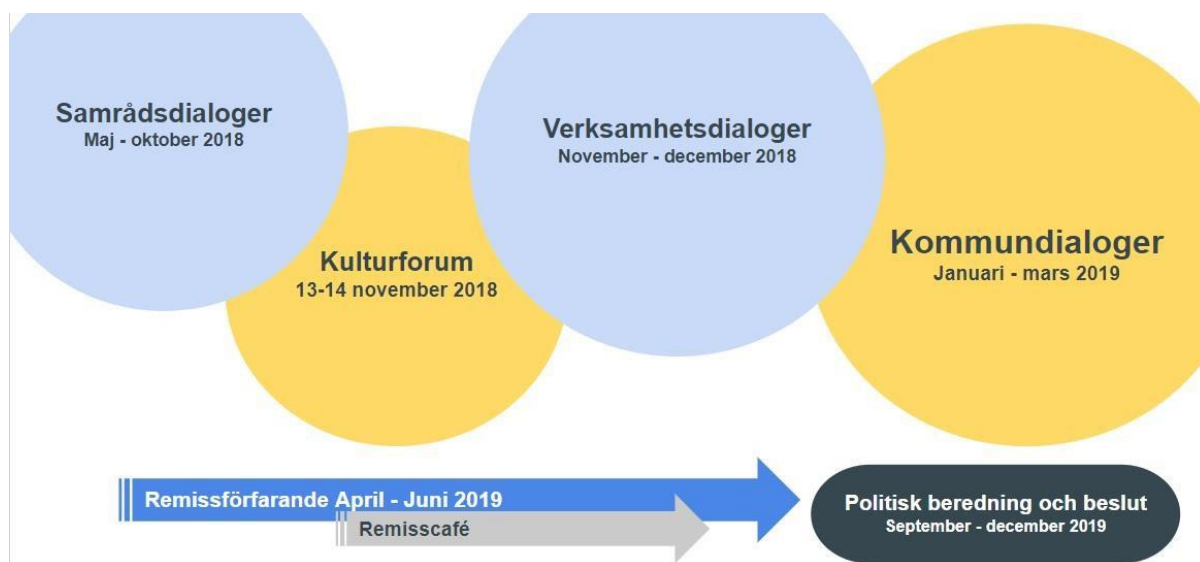 Samrådsdialoger
Maj - oktober 2018
Kulturforum
13-14 november 2018
Verksamhetsdialoger
November - december 2018
Kommundialoger
Januari - mars 2019
Remissförfarande April - Juni 2019
Remisscafé
Politisk beredning och beslut
September - december 2019